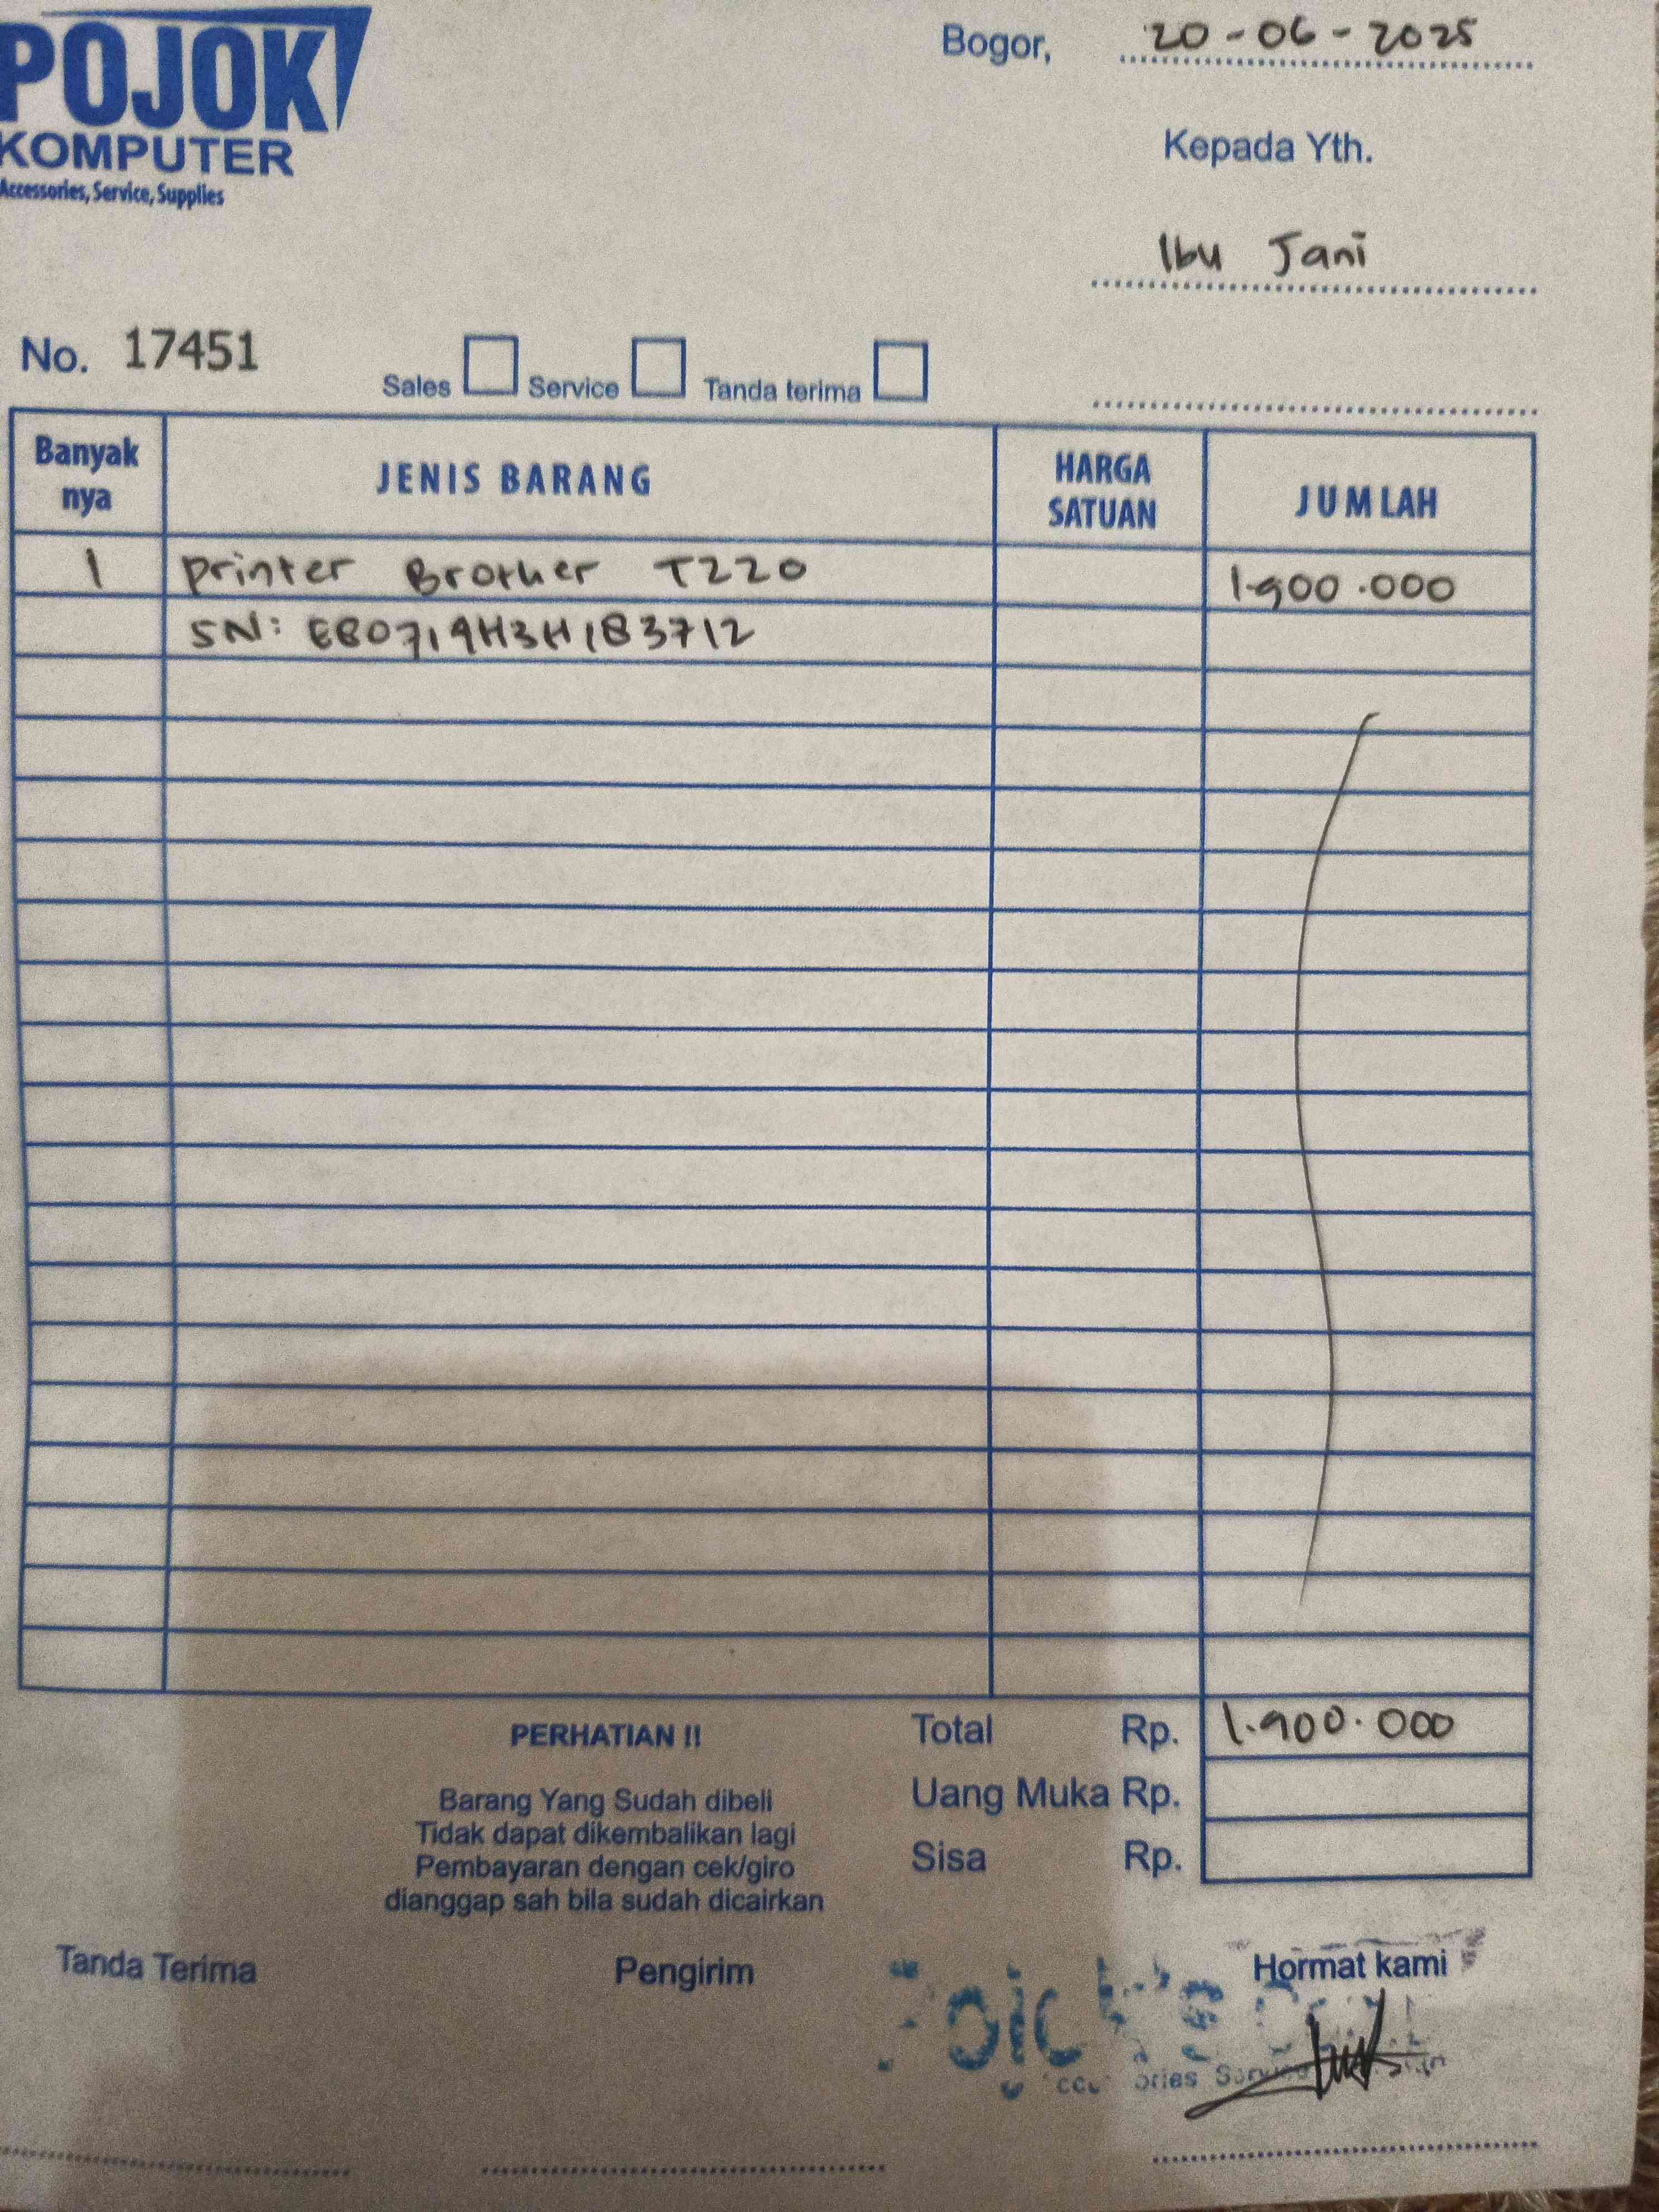 POJOK
KOMPUTER
Accessories, Service, Supplies
Bogor, 20-06-2025
Kepada Yth.
Ibu Jani
No. 17451
Sales Service Tanda terima
Banyak nya JENIS BARANG HARGA SATUAN JUMLAH
1 printer Brother T220 1.900.000
SN: E80719H3H1B3712
Total Rp. 1.900.000
Uang Muka Rp.
Sisa Rp.
PERHATIAN !!
Barang Yang Sudah dibeli
Tidak dapat dikembalikan lagi
Pembayaran dengan cek/giro
dianggap sah bila sudah dicairkan
Tanda Terima Pengirim Hormat kami